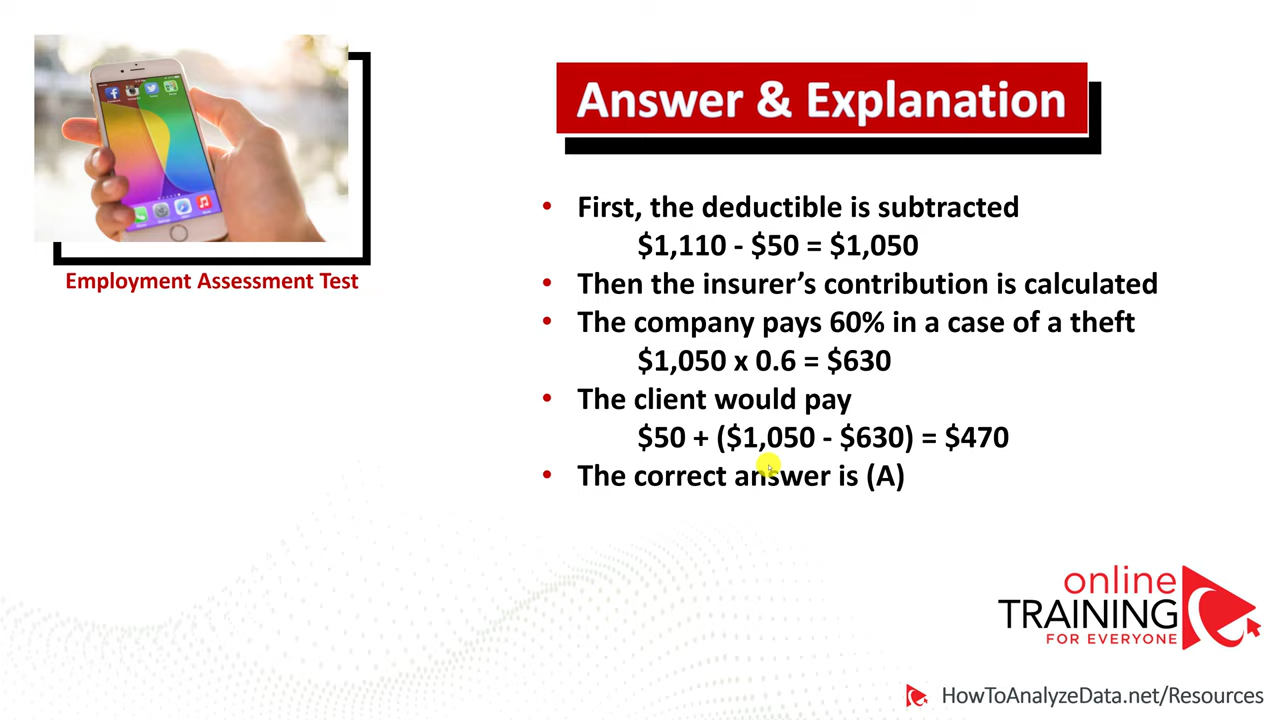 Answer & Explanation
Employment Assessment Test
• First, the deductible is subtracted
$1,110 - $50 = $1,050
• Then the insurer’s contribution is calculated
• The company pays 60% in a case of a theft
$1,050 x 0.6 = $630
• The client would pay
$50 + ($1,050 - $630) = $470
• The correct answer is (A)
online
TRAINING
FOR EVERYONE
HowToAnalyzeData.net/Resources